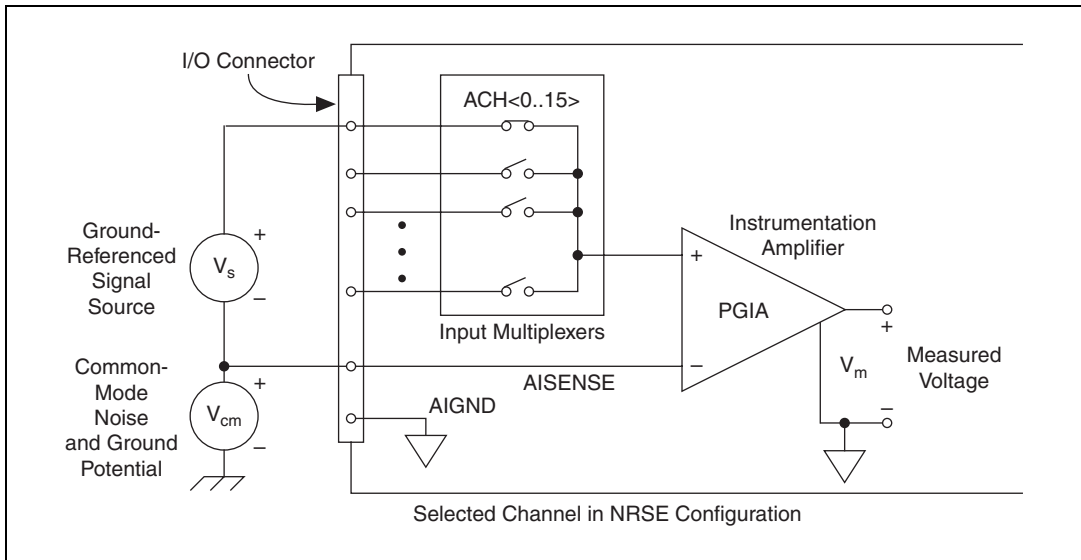 I/O Connector
ACH<0..15>
Ground-
Referenced
Signal
Source
+
Vs
–
Instrumentation
Amplifier
+
PGIA
–
Input Multiplexers
+
Vm
–
Measured
Voltage
Common-
Mode
Noise
and Ground
Potential
+
Vcm
–
AISENSE
AIGND
Selected Channel in NRSE Configuration